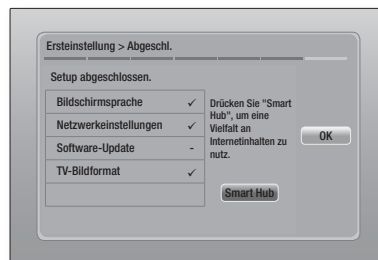 Ersteinstellung > Abgeschl.
Setup abgeschlossen.
Bildschirmsprache ✓
Netzwerkeinstellungen ✓
Software-Update -
TV-Bildformat ✓
Drücken Sie "Smart
Hub", um eine
Vielfalt an
Internetinhalten zu
nutz.
OK
Smart Hub